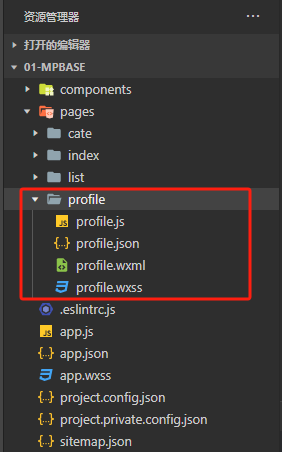 资源管理器
打开的编辑器
01-MPBASE
components
pages
cate
index
list
profile
profile.js
profile.json
profile.wxml
profile.wxss
.eslintrc.js
app.js
app.json
app.wxss
project.config.json
project.private.config.json
sitemap.json